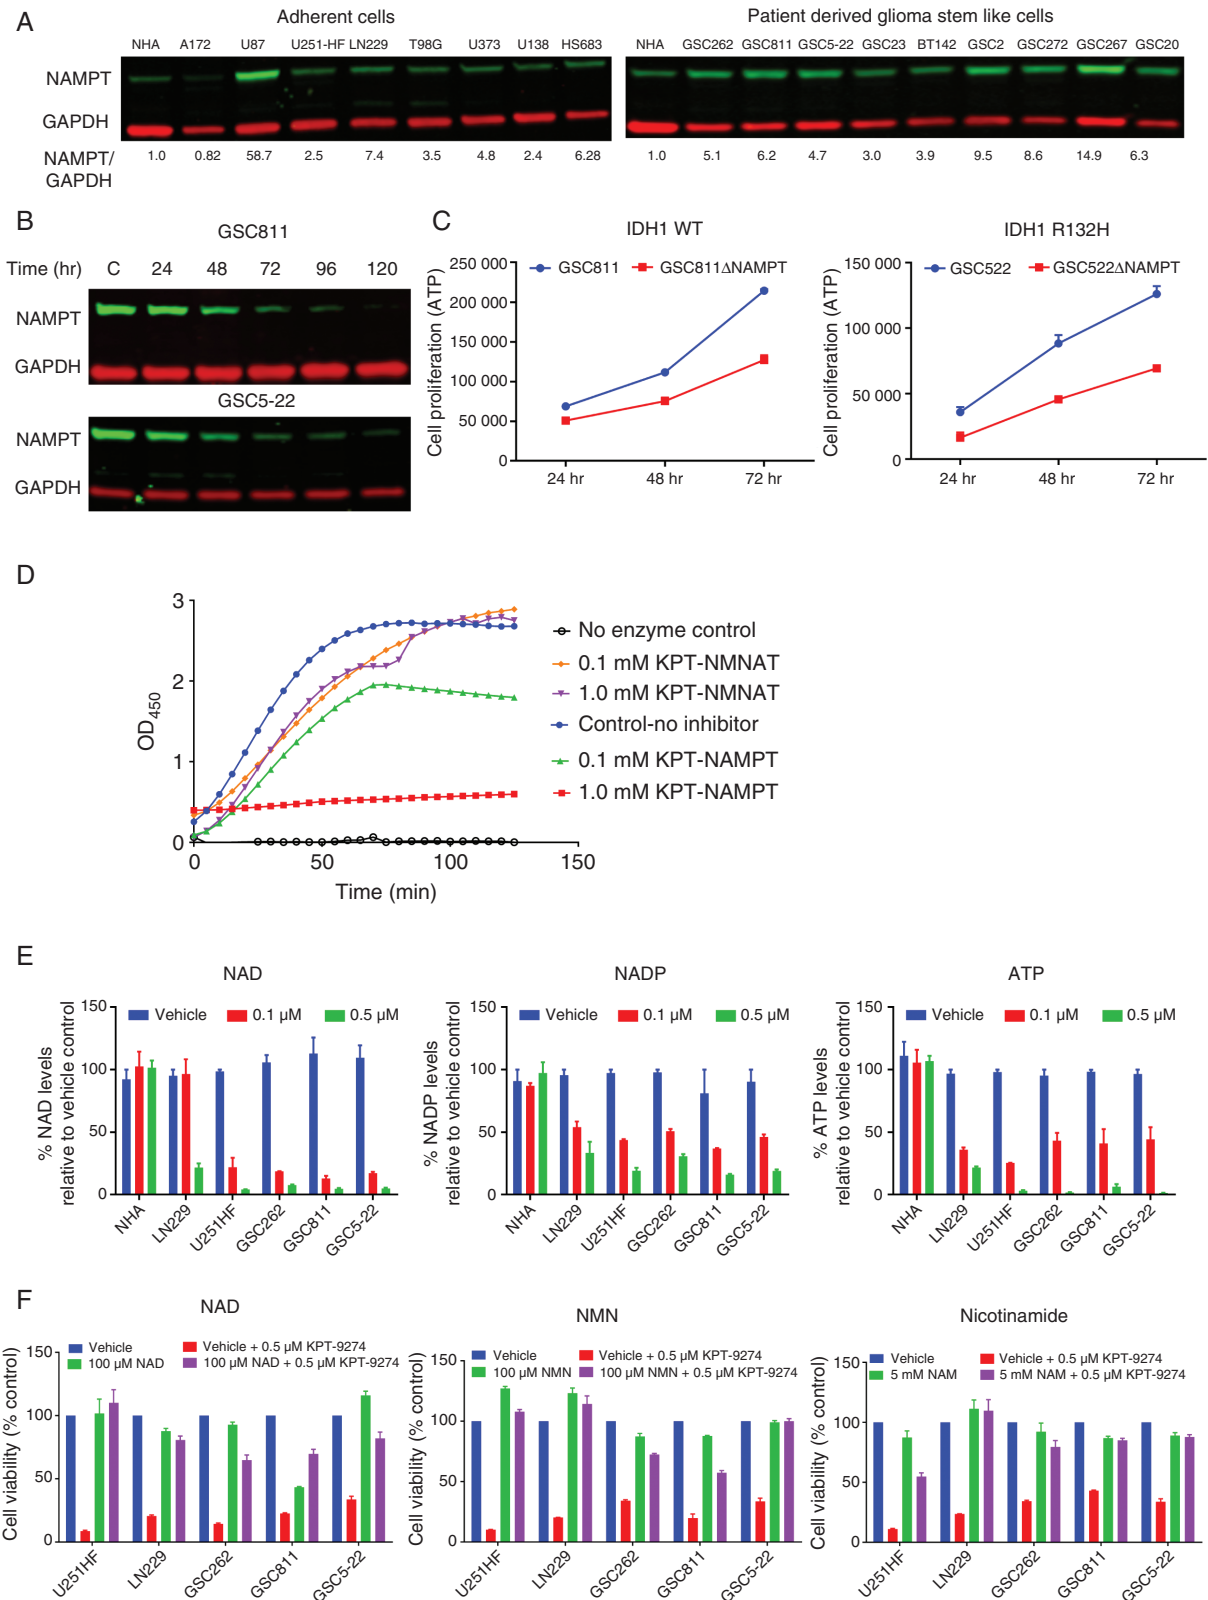 A
Adherent cells
Patient derived glioma stem like cells
NHA A172 U87 U251-HF LN229 T98G U373 U138 HS683
NHA GSC262 GSC811 GSC5-22 GSC23 BT142 GSC2 GSC272 GSC267 GSC20
NAMPT
GAPDH
NAMPT/
GAPDH
1.0 0.82 58.7 2.5 7.4 3.5 4.8 2.4 6.28
1.0 5.1 6.2 4.7 3.0 3.9 9.5 8.6 14.9 6.3
B
GSC811
Time (hr) C 24 48 72 96 120
NAMPT
GAPDH
GSC5-22
NAMPT
GAPDH
C
IDH1 WT
Cell proliferation (ATP)
250 000
200 000
150 000
100 000
50 000
0
GSC811 GSC811ΔNAMPT
24 hr 48 hr 72 hr
IDH1 R132H
Cell proliferation (ATP)
150 000
100 000
50 000
0
GSC522 GSC522ΔNAMPT
24 hr 48 hr 72 hr
D
OD450
3
2
1
0
0 50 100 150
Time (min)
No enzyme control
0.1 mM KPT-NMNAT
1.0 mM KPT-NMNAT
Control-no inhibitor
0.1 mM KPT-NAMPT
1.0 mM KPT-NAMPT
E
NAD
% NAD levels
relative to vehicle control
150
100
50
0
Vehicle 0.1 μM 0.5 μM
NHA LN229 U251HF GSC262 GSC811 GSC5-22
NADP
% NADP levels
relative to vehicle control
150
100
50
0
Vehicle 0.1 μM 0.5 μM
NHA LN229 U251HF GSC262 GSC811 GSC5-22
ATP
% ATP levels
relative to vehicle control
150
100
50
0
Vehicle 0.1 μM 0.5 μM
NHA LN229 U251HF GSC262 GSC811 GSC5-22
F
NAD
Cell viability (% control)
150
100
50
0
Vehicle Vehicle + 0.5 μM KPT-9274
100 μM NAD 100 μM NAD + 0.5 μM KPT-9274
U251HF LN229 GSC262 GSC811 GSC5-22
NMN
Cell viability (% control)
150
100
50
0
Vehicle Vehicle + 0.5 μM KPT-9274
100 μM NMN 100 μM NMN + 0.5 μM KPT-9274
U251HF LN229 GSC262 GSC811 GSC5-22
Nicotinamide
Cell viability (% control)
150
100
50
0
Vehicle Vehicle + 0.5 μM KPT-9274
5 mM NAM 5 mM NAM + 0.5 μM KPT-9274
U251HF LN229 GSC262 GSC811 GSC5-22